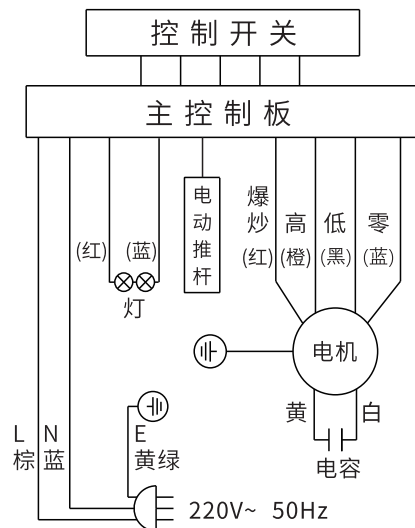 控制开关
主控制板
(红)
(蓝)
灯
电动推杆
爆炒
(红)
高
(橙)
低
(黑)
零
(蓝)
电机
黄
白
电容
L
棕
N
蓝
E
黄绿
220V~ 50Hz